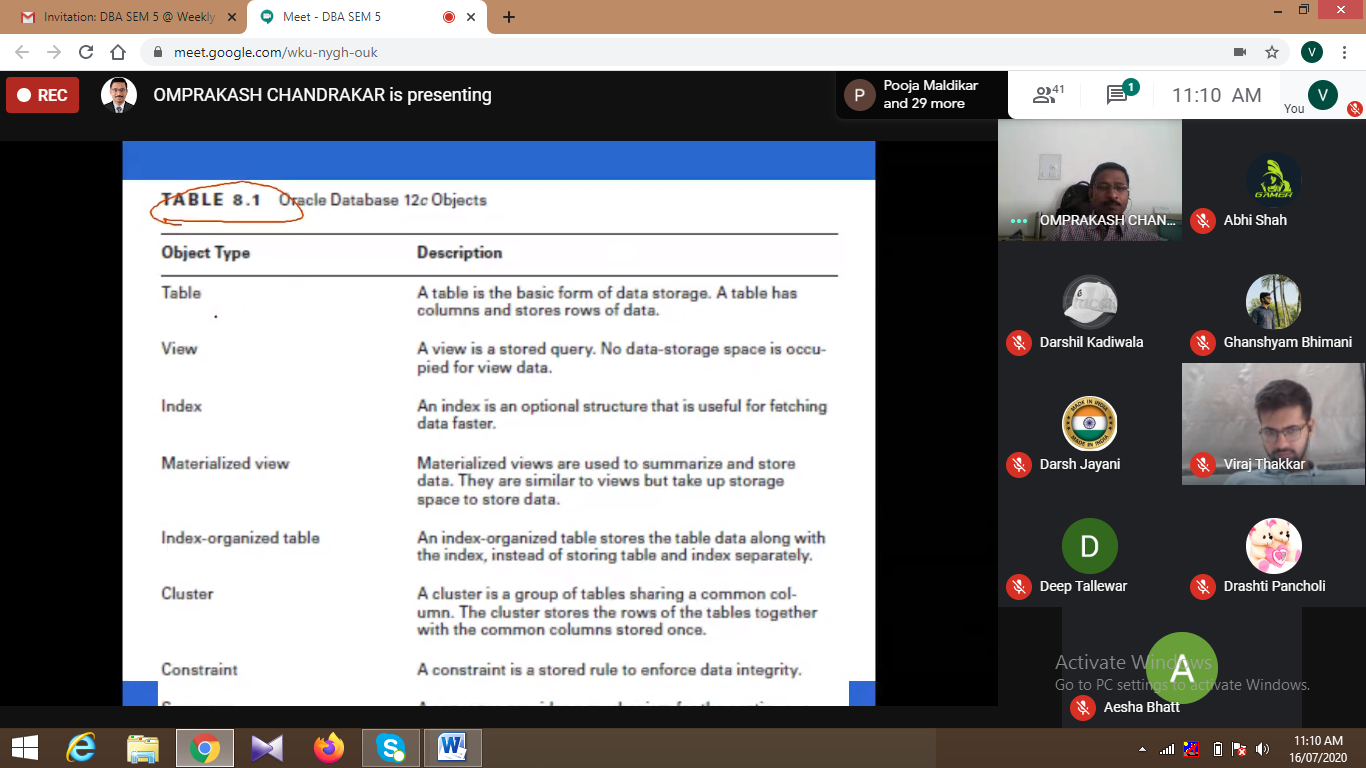 Invitation: DBA SEM 5 @ Weekly
Meet - DBA SEM 5
meet.google.com/wku-nygh-ouk
V
REC
OMPRAKASH CHANDRAKAR is presenting
P
Pooja Maldikar
and 29 more
41
1
11:10 AM
You
V
TABLE 8.1 Oracle Database 12c Objects
Object Type Description
Table A table is the basic form of data storage. A table has
columns and stores rows of data.
View A view is a stored query. No data-storage space is occu-
pied for view data.
Index An index is an optional structure that is useful for fetching
data faster.
Materialized view Materialized views are used to summarize and store
data. They are similar to views but take up storage
space to store data.
Index-organized table An index-organized table stores the table data along with
the index, instead of storing table and index separately.
Cluster A cluster is a group of tables sharing a common col-
umn. The cluster stores the rows of the tables together
with the common columns stored once.
Constraint A constraint is a stored rule to enforce data integrity.
OMPRAKASH CHAN...
GAMER
Abhi Shah
Darshil Kadiwala
Ghanshyam Bhimani
MADE IN INDIA
MADE IN INDIA
Darsh Jayani
Viraj Thakkar
D
Deep Tallewar
Drashti Pancholi
A
Activate Windows
Go to PC settings to activate Windows.
Aesha Bhatt
11:10 AM
16/07/2020